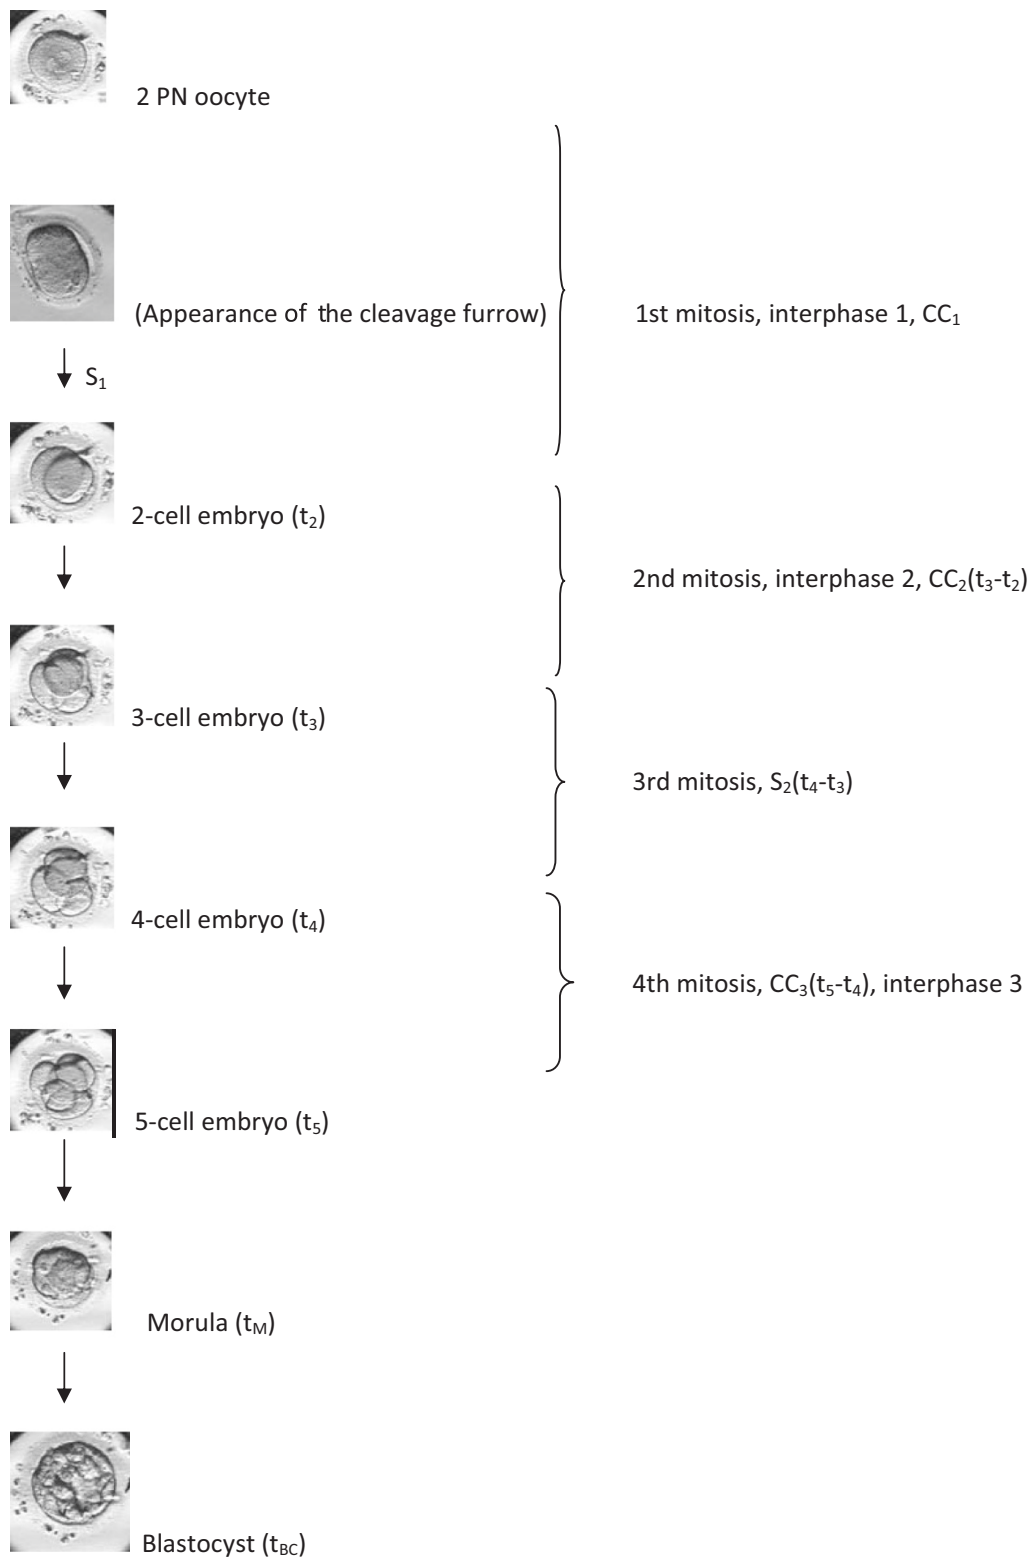 2 PN oocyte
(Appearance of the cleavage furrow)
1st mitosis, interphase 1, CC₁
S₁
2-cell embryo (t₂)
2nd mitosis, interphase 2, CC₂(t₃-t₂)
3-cell embryo (t₃)
3rd mitosis, S₂(t₄-t₃)
4-cell embryo (t₄)
4th mitosis, CC₃(t₅-t₄), interphase 3
5-cell embryo (t₅)
Morula (t_M)
Blastocyst (t_BC)